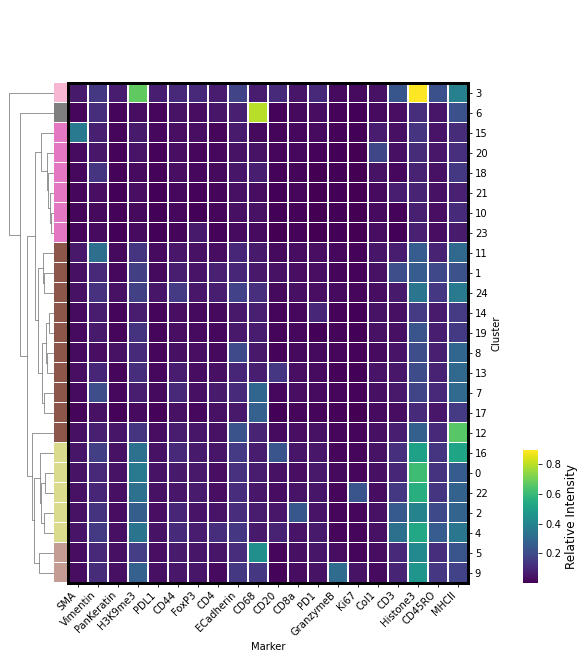 3
6
15
20
18
21
10
23
11
1
24
14
19
8
13
7
17
12
16
0
22
2
4
5
9
Cluster
0.8
0.6
0.4
0.2
Relative Intensity
SMA
Vimentin
PanKeratin
H3K9me3
PDL1
CD44
FoxP3
CD4
ECadherin
CD68
CD20
CD8a
PD1
GranzymeB
Ki67
Col1
CD3
Histone3
CD45RO
MHCII
Marker